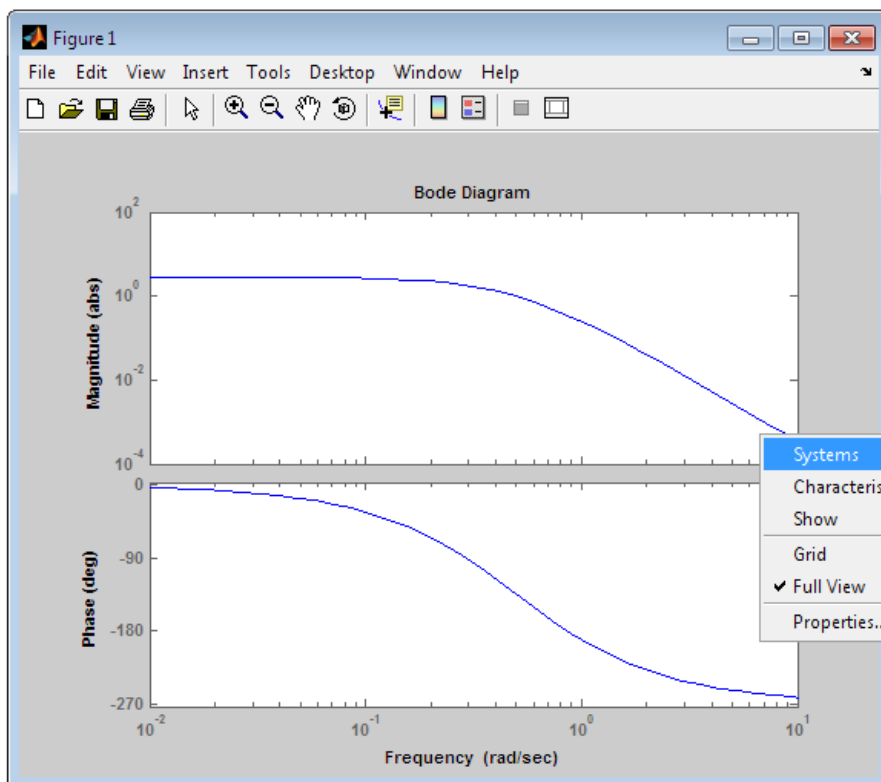 Figure 1
File Edit View Insert Tools Desktop Window Help
Bode Diagram
10^2
10^0
10^-2
10^-4
Magnitude (abs)
0
-90
-180
-270
Phase (deg)
10^-2 10^-1 10^0 10^1
Frequency (rad/sec)
Systems
Characteris
Show
Grid
Full View
Properties..